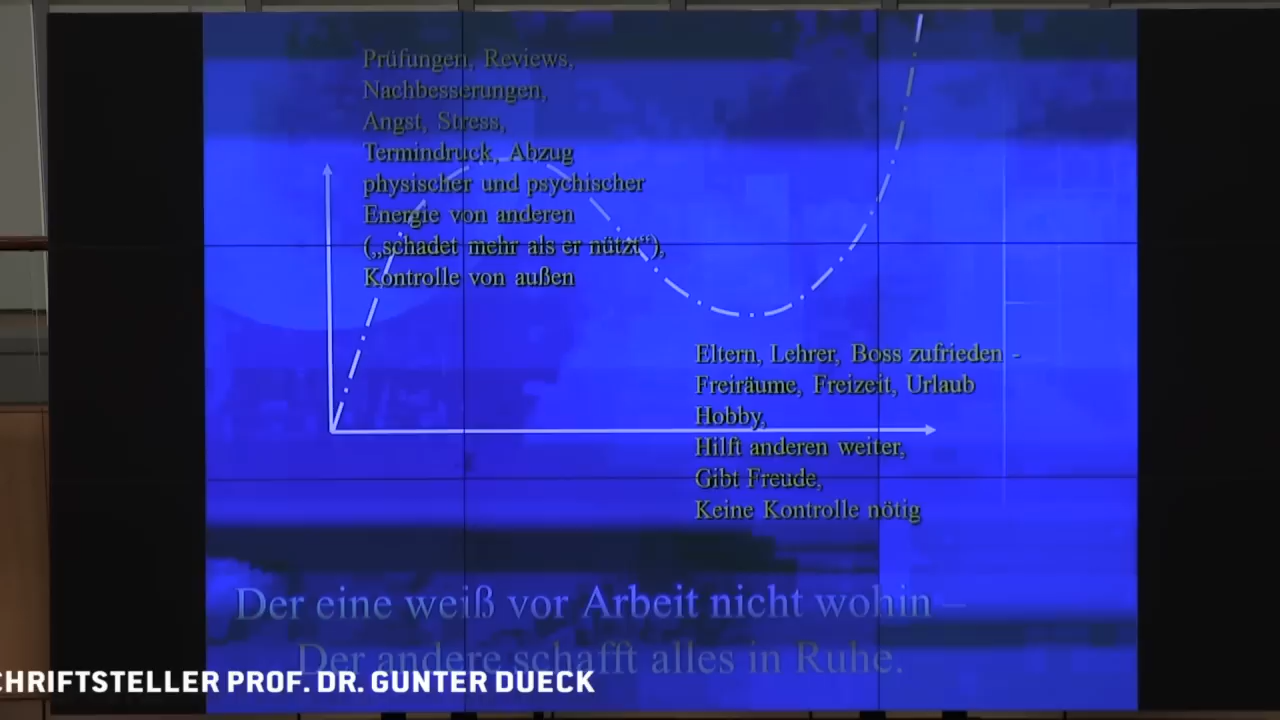 Prüfungen, Reviews,
Nachbesserungen,
Angst, Stress,
Termindruck, Abzug
physischer und psychischer
Energie von anderen
(„schadet mehr als er nützt“),
Kontrolle von außen
Eltern, Lehrer, Boss zufrieden -
Freiräume, Freizeit, Urlaub
Hobby,
Hilft anderen weiter,
Gibt Freude,
Keine Kontrolle nötig
Der eine weiß vor Arbeit nicht wohin –
Der andere schafft alles in Ruhe.
CHRIFTSTELLER PROF. DR. GUNTER DUECK